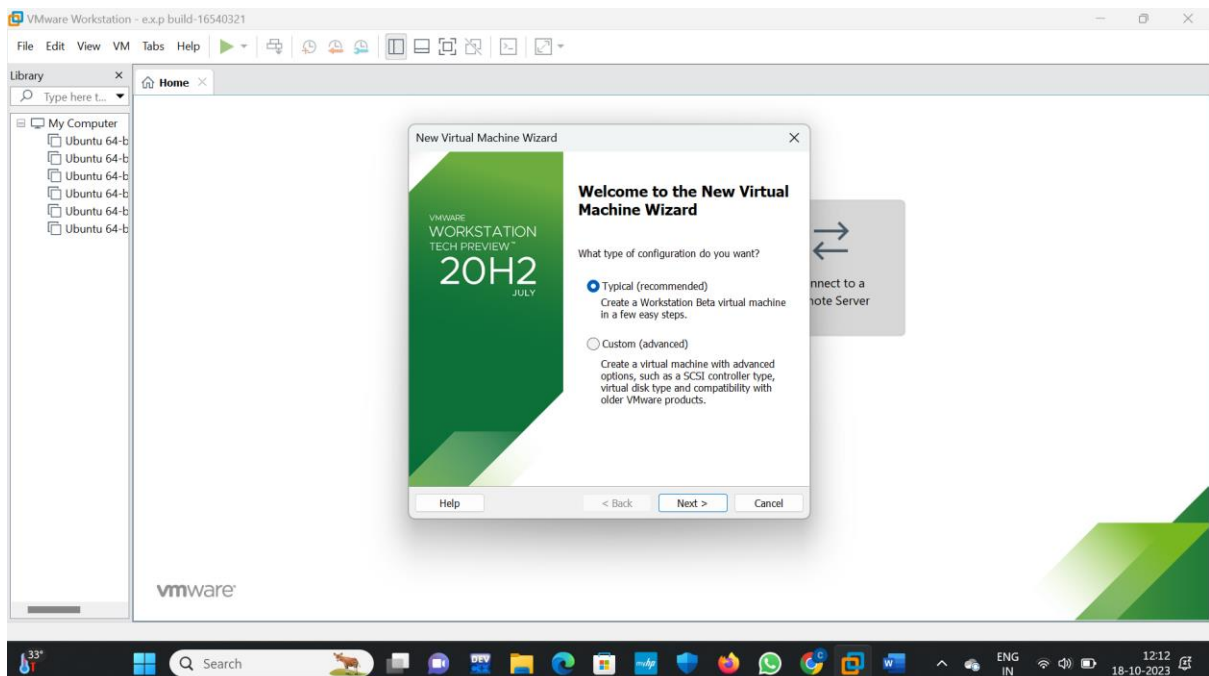 VMware Workstation - e.x.p build-16540321
File Edit View VM Tabs Help
Library
Home
Type here t...
My Computer
Ubuntu 64-b
Ubuntu 64-b
Ubuntu 64-b
Ubuntu 64-b
Ubuntu 64-b
Ubuntu 64-b
New Virtual Machine Wizard
VMWARE
WORKSTATION
TECH PREVIEW™
20H2
JULY
Welcome to the New Virtual
Machine Wizard
What type of configuration do you want?
Typical (recommended)
Create a Workstation Beta virtual machine
in a few easy steps.
Custom (advanced)
Create a virtual machine with advanced
options, such as a SCSI controller type,
virtual disk type and compatibility with
older VMware products.
nnect to a
note Server
Help < Back Next > Cancel
vmware
33°
Search
DEV
myhp
W
ENG
IN
12:12
18-10-2023